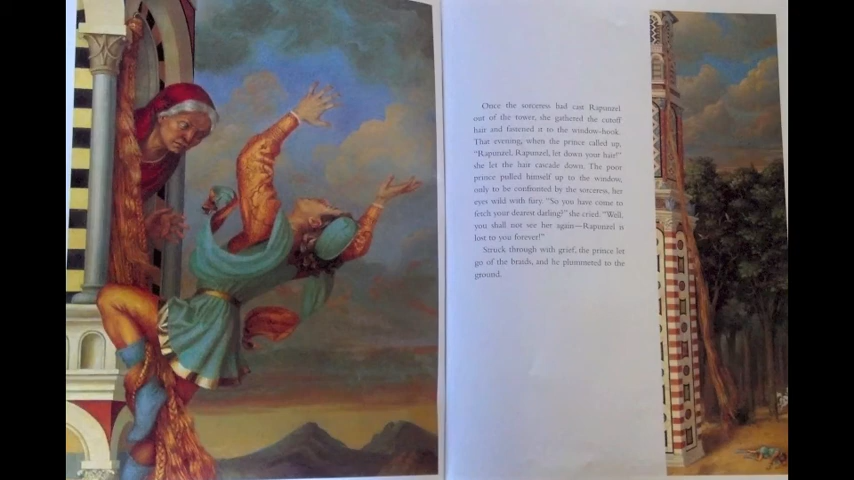 Once the sorceress had cast Rapunzel
out of the tower, she gathered the cutoff
hair and fastened it to the window-hook.
That evening, when the prince called up,
"Rapunzel, Rapunzel, let down your hair!"
she let the hair cascade down. The poor
prince pulled himself up to the window,
only to be confronted by the sorceress, her
eyes wild with fury. "So you have come to
fetch your dearest darling?" she cried. "Well,
you shall not see her again—Rapunzel is
lost to you forever!"
Struck through with grief, the prince let
go of the braids, and he plummeted to the
ground.